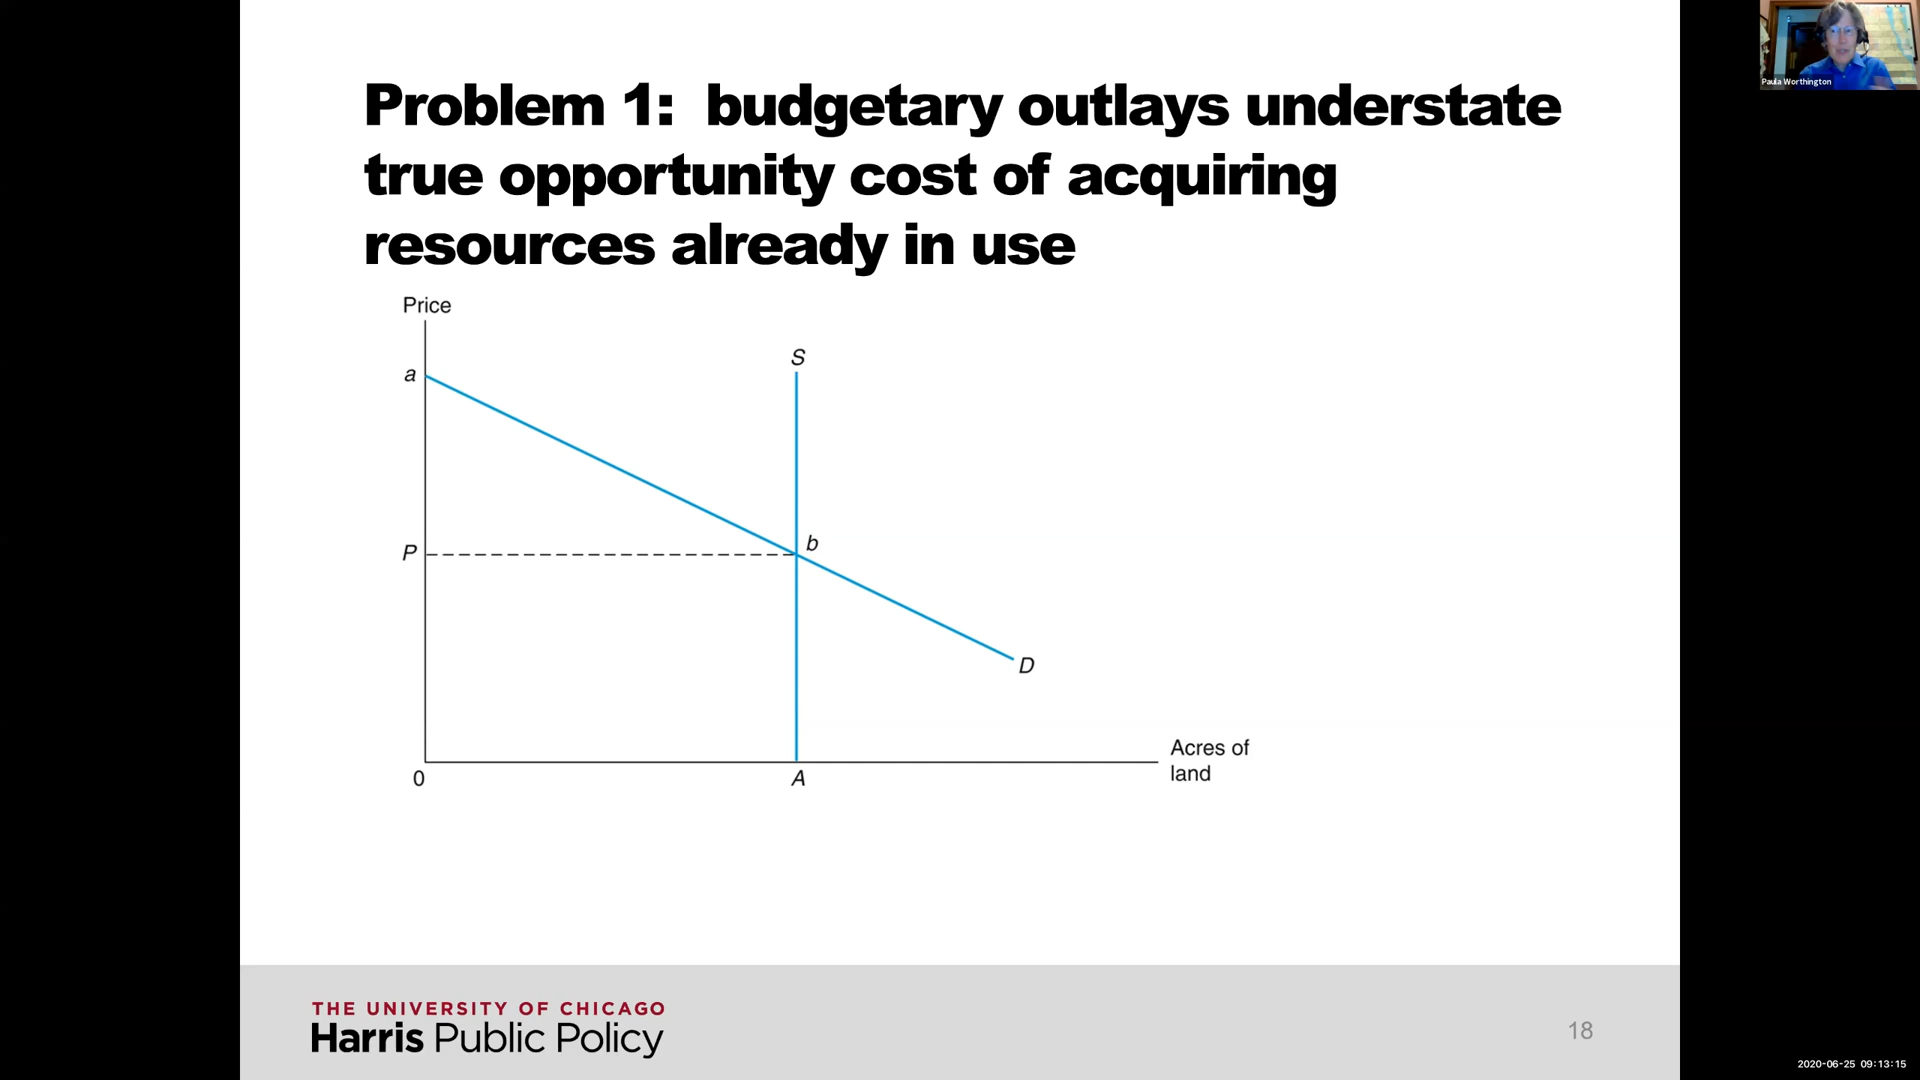 Paula Worthington
Problem 1:  budgetary outlays understate
true opportunity cost of acquiring
resources already in use
Price
S
a
b
P
D
Acres of
land
0
A
THE UNIVERSITY OF CHICAGO
Harris Public Policy
18
2020-06-25 09:13:15